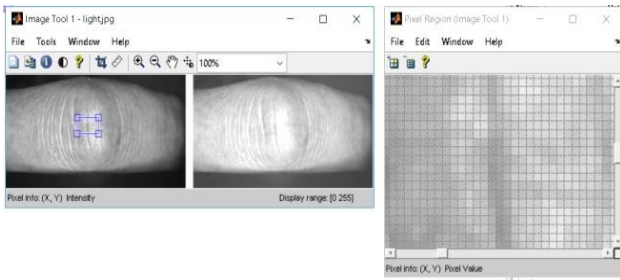 Image Tool 1 - light.jpg
File Tools Window Help
100%
Pixel info: (X, Y) Intensity
Display range: [0 255]
Pixel Region (Image Tool 1)
File Edit Window Help
Pixel info: (X, Y) Pixel Value